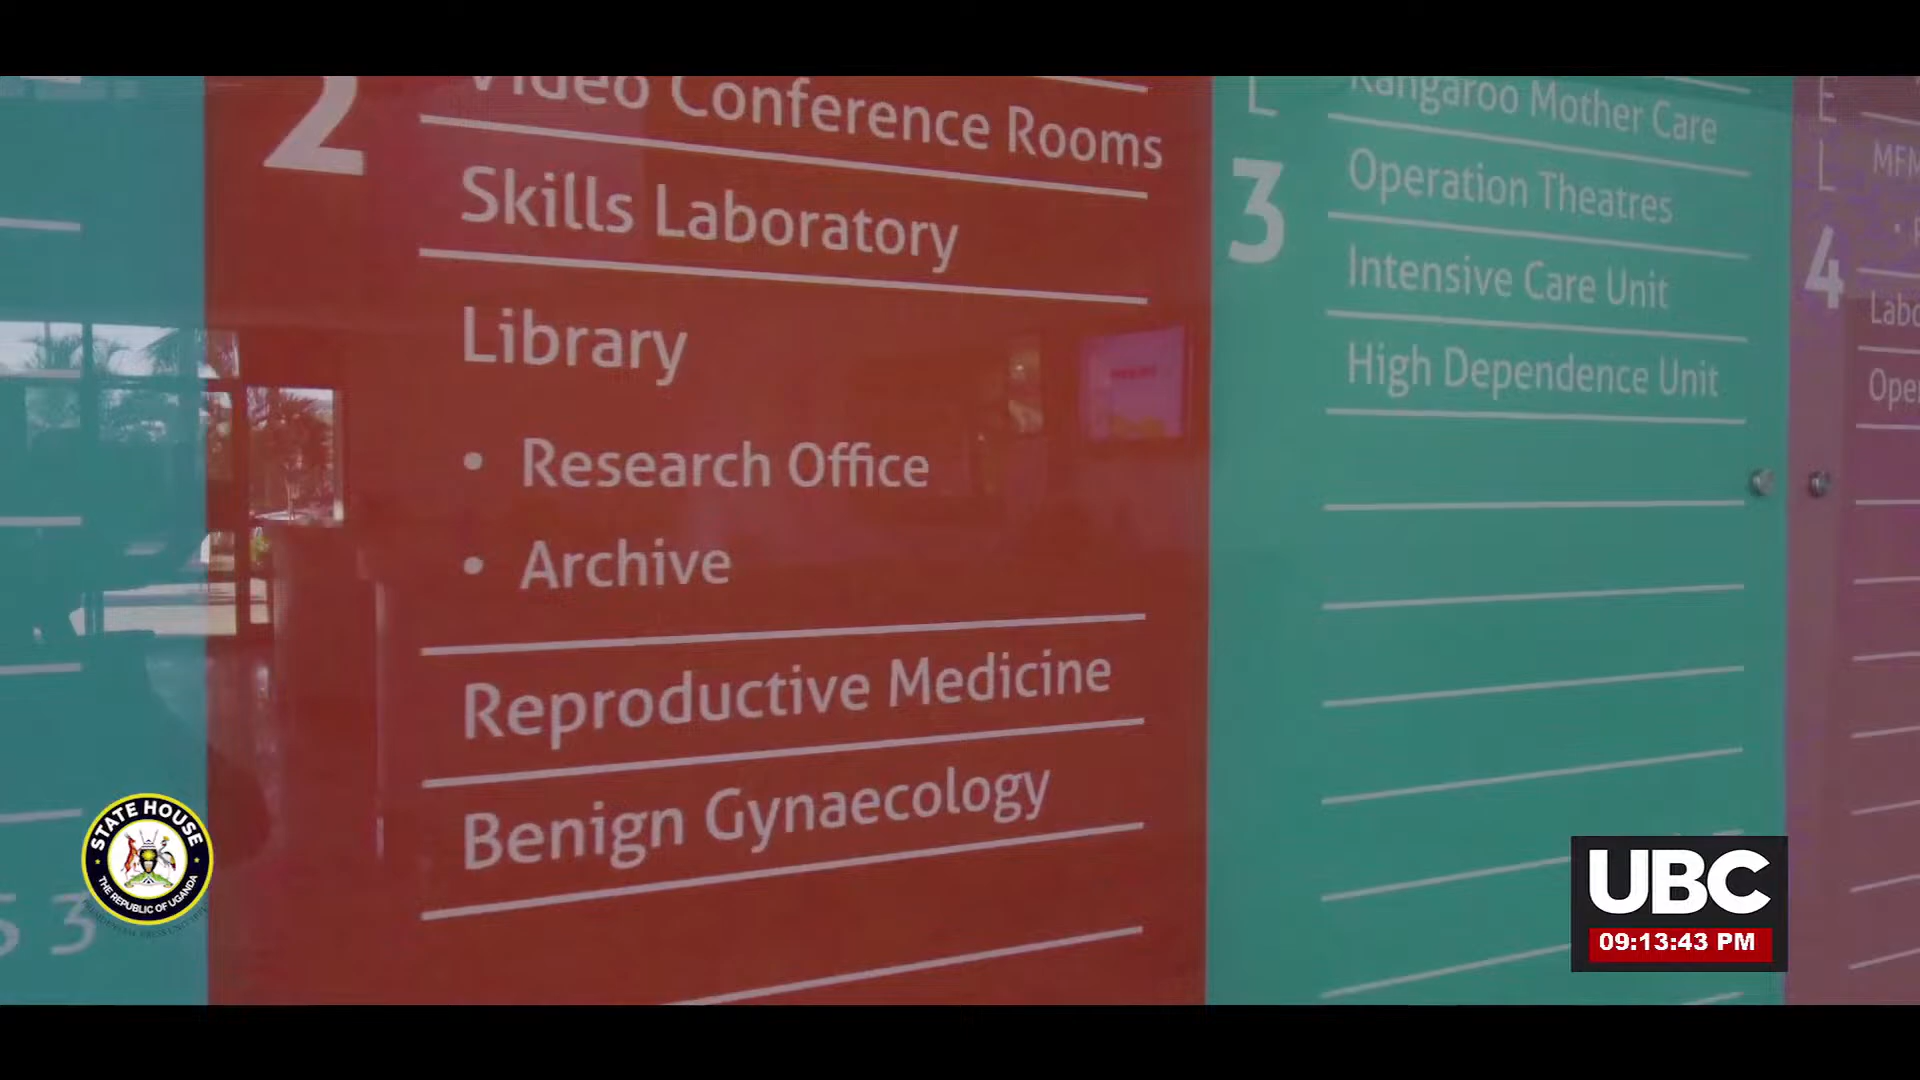 2
Video Conference Rooms
Skills Laboratory
Library
• Research Office
• Archive
Reproductive Medicine
Benign Gynaecology
L
3
Kangaroo Mother Care
Operation Theatres
Intensive Care Unit
High Dependence Unit
E
L
4
MFM
3
STATE HOUSE
THE REPUBLIC OF UGANDA
UBC
09:13:43 PM